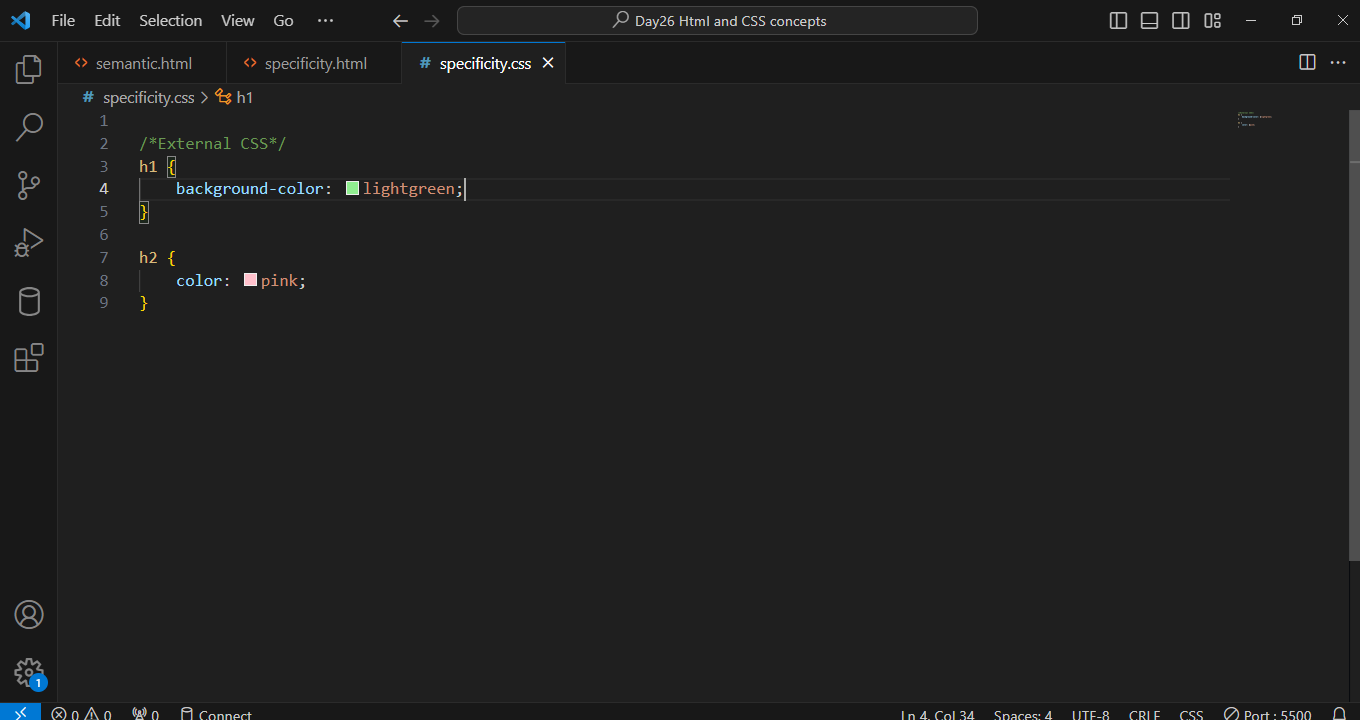 File Edit Selection View Go ... Day26 Html and CSS concepts
semantic.html specificity.html # specificity.css
# specificity.css > h1
1
2 /*External CSS*/
3 h1 {
4 background-color: lightgreen;
5 }
6
7 h2 {
8 color: pink;
9 }
1
0 0 0 Connect Ln 4, Col 34 Spaces: 4 UTF-8 CRLF CSS Port : 5500